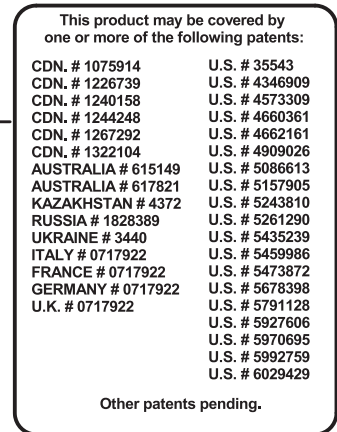 This product may be covered by
one or more of the following patents:
CDN. # 1075914
CDN. # 1226739
CDN. # 1240158
CDN. # 1244248
CDN. # 1267292
CDN. # 1322104
AUSTRALIA # 615149
AUSTRALIA # 617821
KAZAKHSTAN # 4372
RUSSIA # 1828389
UKRAINE # 3440
ITALY # 0717922
FRANCE # 0717922
GERMANY # 0717922
U.K. # 0717922
U.S. # 35543
U.S. # 4346909
U.S. # 4573309
U.S. # 4660361
U.S. # 4662161
U.S. # 4909026
U.S. # 5086613
U.S. # 5157905
U.S. # 5243810
U.S. # 5261290
U.S. # 5435239
U.S. # 5459986
U.S. # 5473872
U.S. # 5678398
U.S. # 5791128
U.S. # 5927606
U.S. # 5970695
U.S. # 5992759
U.S. # 6029429
Other patents pending.